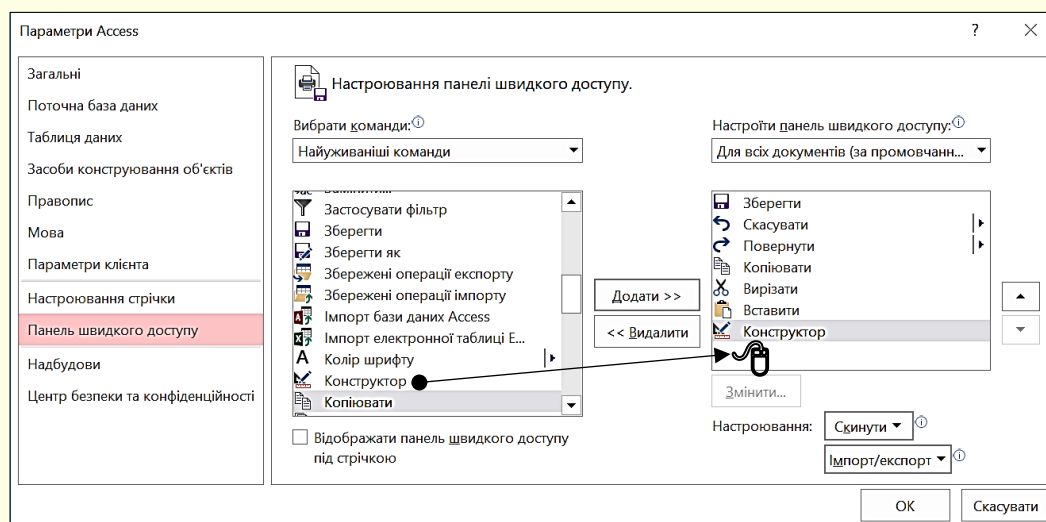 Параметри Access
?
Загальні
Поточна база даних
Таблиця даних
Засоби конструювання об'єктів
Правопис
Мова
Параметри клієнта
Настроювання стрічки
Панель швидкого доступу
Надбудови
Центр безпеки та конфіденційності
Настроювання панелі швидкого доступу.
Вибрати команди:
Найуживаніші команди
Замінити...
Застосувати фільтр
Зберегти
Зберегти як
Збережені операції експорту
Збережені операції імпорту
Імпорт бази даних Access
Імпорт електронної таблиці E...
Колір шрифту
Конструктор
Копіювати
Відображати панель швидкого доступу
під стрічкою
Додати >>
<< Видалити
Настроїти панель швидкого доступу:
Для всіх документів (за промовчанн...
Зберегти
Скасувати
Повернути
Копіювати
Вирізати
Вставити
Конструктор
Змінити...
Настроювання:
Скинути
Імпорт/експорт
ОК
Скасувати